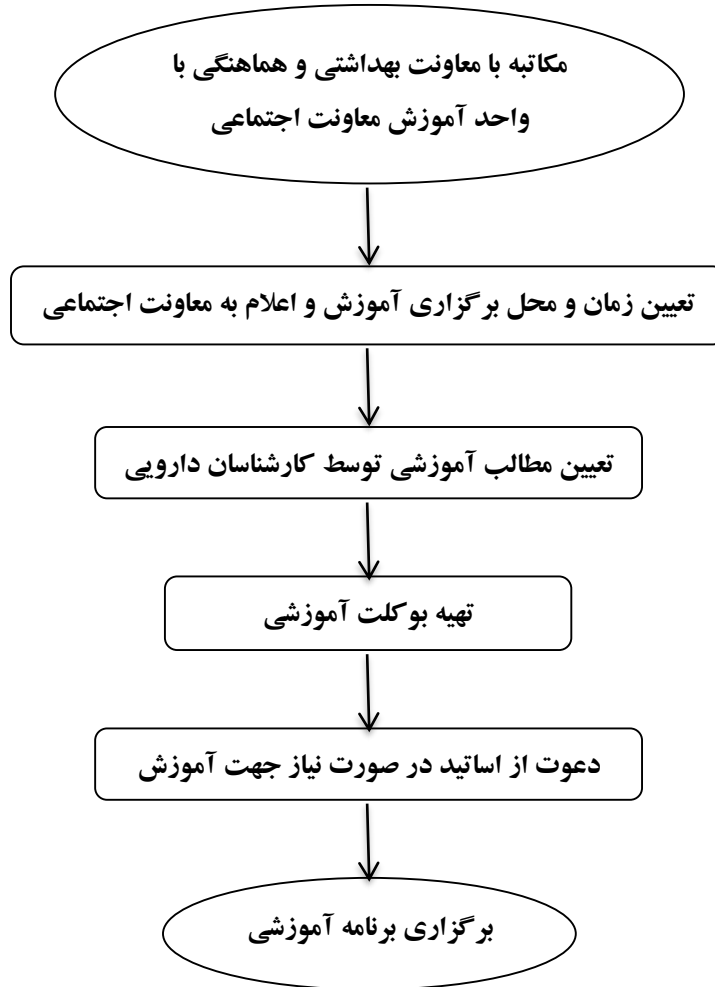 مکاتبه با معاونت بهداشتی و هماهنگی با
واحد آموزش معاونت اجتماعی
تعیین زمان و محل برگزاری آموزش و اعلام به معاونت اجتماعی
تعیین مطالب آموزشی توسط کارشناسان دارویی
تهیه بوکلت آموزشی
دعوت از اساتید در صورت نیاز جهت آموزش
برگزاری برنامه آموزشی